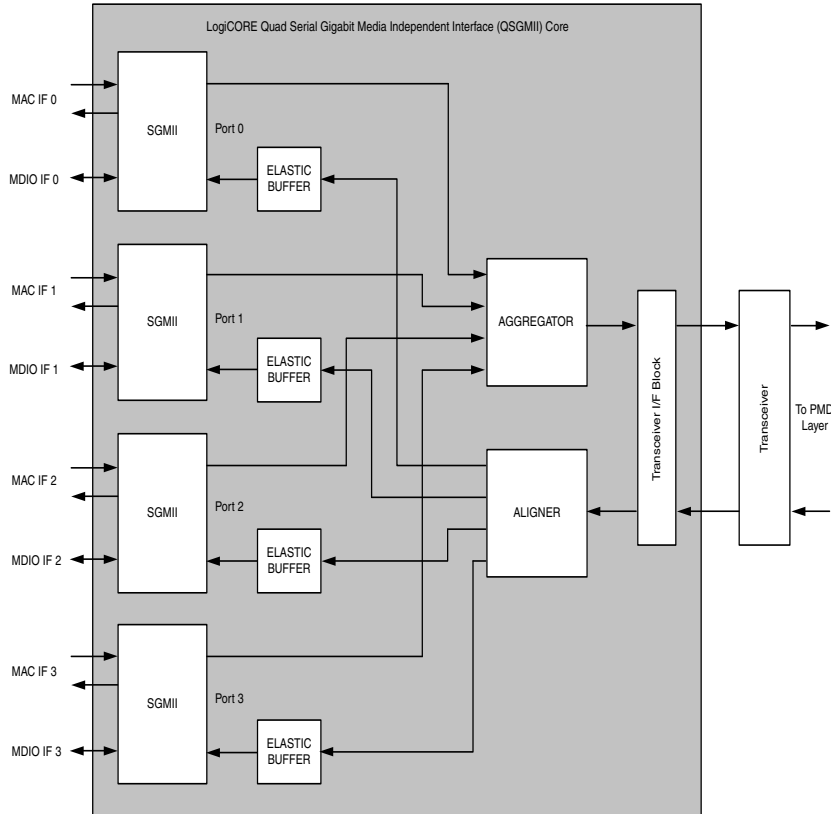 LogiCORE Quad Serial Gigabit Media Independent Interface (QSGMII) Core
MAC IF 0
SGMII
Port 0
MDIO IF 0
ELASTIC
BUFFER
MAC IF 1
SGMII
Port 1
MDIO IF 1
ELASTIC
BUFFER
AGGREGATOR
Transceiver I/F Block
Transceiver
To PMD
Layer
MAC IF 2
SGMII
Port 2
MDIO IF 2
ELASTIC
BUFFER
ALIGNER
MAC IF 3
SGMII
Port 3
MDIO IF 3
ELASTIC
BUFFER